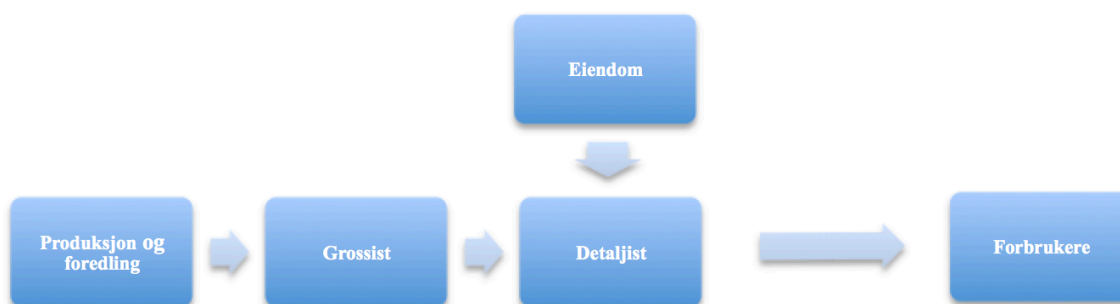 Eiendom
Produksjon og
foredling
Grossist
Detaljist
Forbrukere